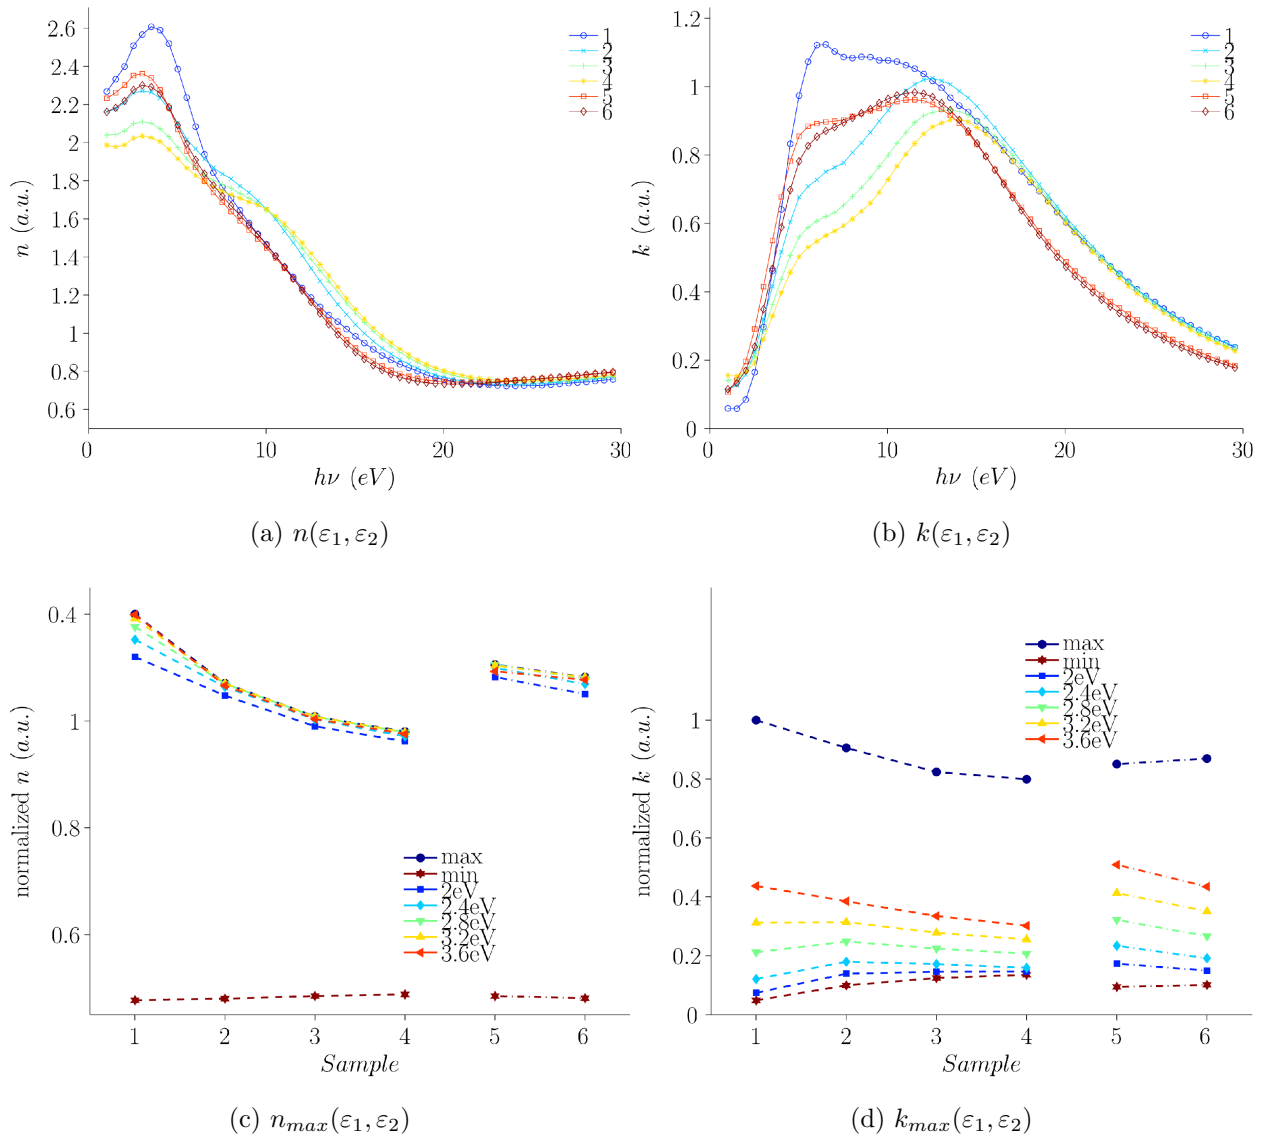 2.6
2.4
2.2
2
1.8
1.6
1.4
1.2
1
0.8
0.6
n (a.u.)
0
10
20
30
hν (eV)
1
2
3
4
5
6
(a) n(ε₁, ε₂)
1.2
1
0.8
0.6
0.4
0.2
0
k (a.u.)
0
10
20
30
hν (eV)
1
2
3
4
5
6
(b) k(ε₁, ε₂)
0.4
1
0.8
0.6
normalized n (a.u.)
max
min
2eV
2.4eV
2.8eV
3.2eV
3.6eV
1
2
3
4
5
6
Sample
(c) nₘₐₓ(ε₁, ε₂)
1
0.8
0.6
0.4
0.2
0
normalized k (a.u.)
max
min
2eV
2.4eV
2.8eV
3.2eV
3.6eV
1
2
3
4
5
6
Sample
(d) kₘₐₓ(ε₁, ε₂)